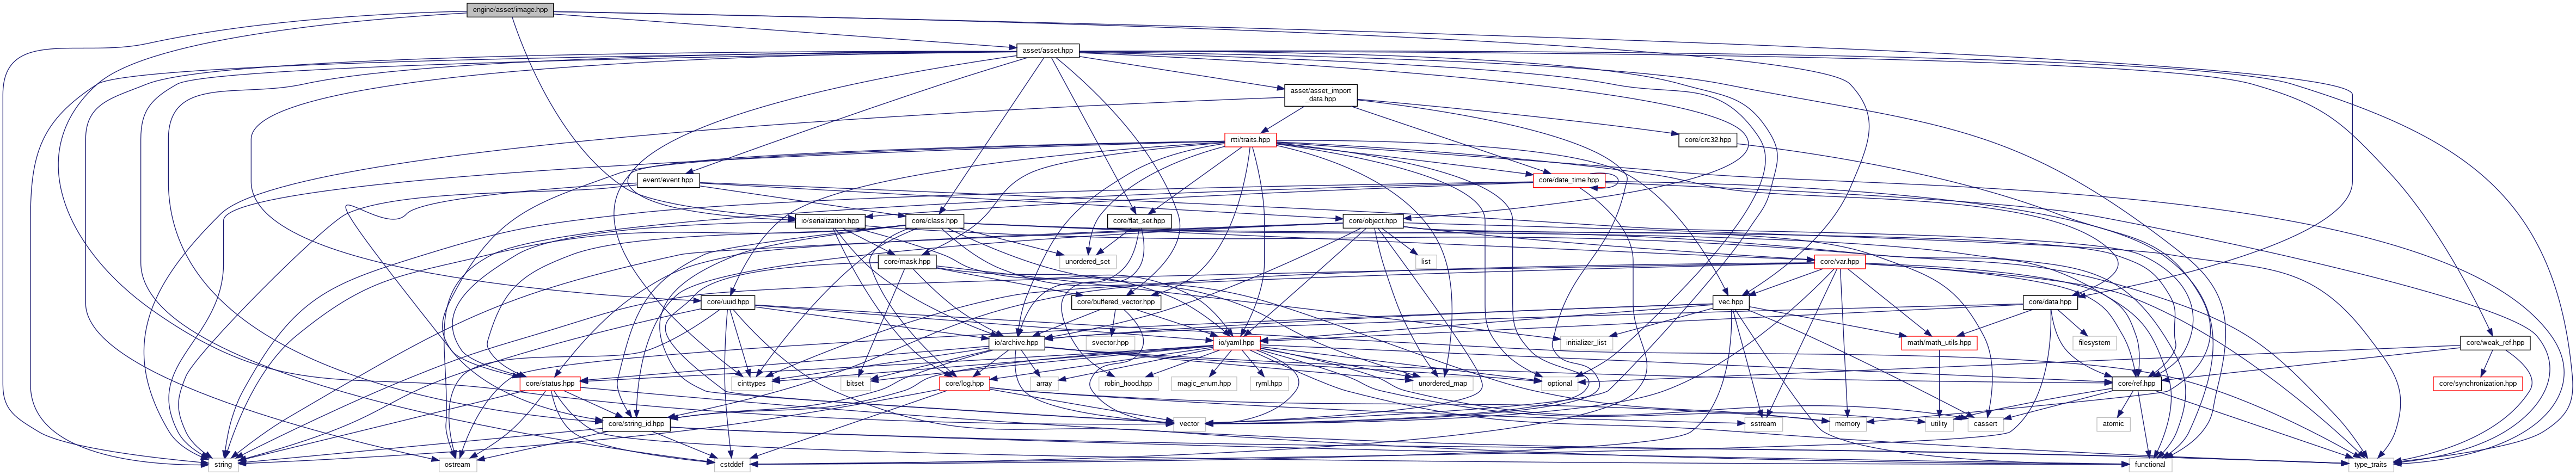 engine/asset/image.hpp
asset/asset.hpp
asset/asset_import
_data.hpp
rtti/traits.hpp
core/crc32.hpp
event/event.hpp
core/date_time.hpp
io/serialization.hpp
core/class.hpp
core/flat_set.hpp
core/object.hpp
core/mask.hpp
unordered_set
list
core/var.hpp
core/uuid.hpp
core/buffered_vector.hpp
vec.hpp
core/data.hpp
io/archive.hpp
svector.hpp
io/yaml.hpp
initializer_list
math/math_utils.hpp
filesystem
core/weak_ref.hpp
core/status.hpp
cinttypes
bitset
core/log.hpp
array
robin_hood.hpp
magic_enum.hpp
ryml.hpp
unordered_map
optional
core/ref.hpp
core/synchronization.hpp
core/string_id.hpp
vector
sstream
memory
utility
cassert
atomic
string
ostream
cstddef
functional
type_traits